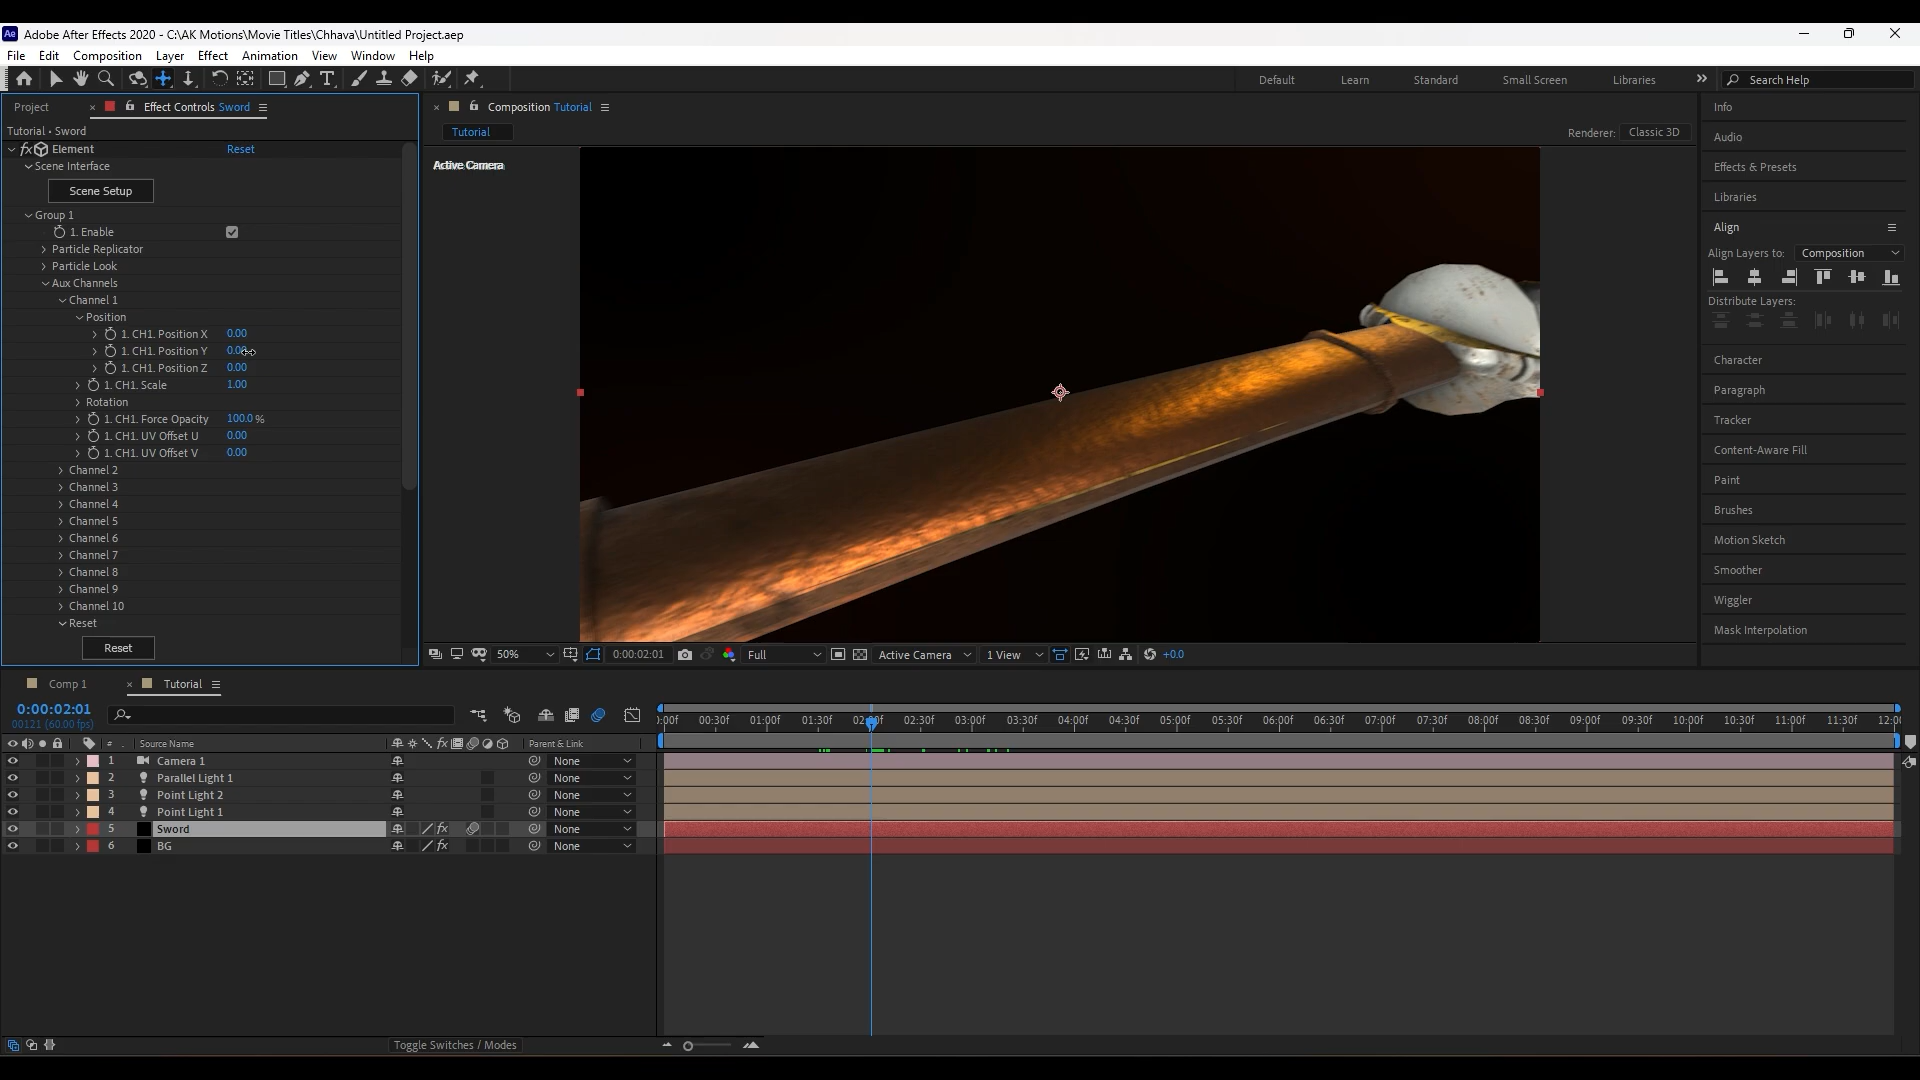 Adobe After Effects 2020 - C:\AK Motions\Movie Titles\Chhava\Untitled Project.aep
File Edit Composition Layer Effect Animation View Window Help
Default Learn Standard Small Screen Libraries Search Help
Project Effect Controls Sword
Tutorial • Sword
Element Reset
Scene Interface
Scene Setup
Group 1
1. Enable
Particle Replicator
Particle Look
Aux Channels
Channel 1
Position
1. CH1. Position X 0.00
1. CH1. Position Y 0.00
1. CH1. Position Z 0.00
1. CH1. Scale 1.00
Rotation
1. CH1. Force Opacity 100.0 %
1. CH1. UV Offset U 0.00
1. CH1. UV Offset V 0.00
Channel 2
Channel 3
Channel 4
Channel 5
Channel 6
Channel 7
Channel 8
Channel 9
Channel 10
Reset
Reset
Composition Tutorial
Tutorial
Renderer: Classic 3D
Active Camera
50% 0:00:02:01 Full Active Camera 1 View +0.0
Info
Audio
Effects & Presets
Libraries
Align
Align Layers to: Composition
Distribute Layers:
Character
Paragraph
Tracker
Content-Aware Fill
Paint
Brushes
Motion Sketch
Smoother
Wiggler
Mask Interpolation
Comp 1 Tutorial
0:00:02:01
00121 (60.00 fps)
# Source Name Parent & Link
:00f 00:30f 01:00f 01:30f 02:00f 02:30f 03:00f 03:30f 04:00f 04:30f 05:00f 05:30f 06:00f 06:30f 07:00f 07:30f 08:00f 08:30f 09:00f 09:30f 10:00f 10:30f 11:00f 11:30f 12:00
1 Camera 1 None
2 Parallel Light 1 None
3 Point Light 2 None
4 Point Light 1 None
5 Sword None
6 BG None
Toggle Switches / Modes